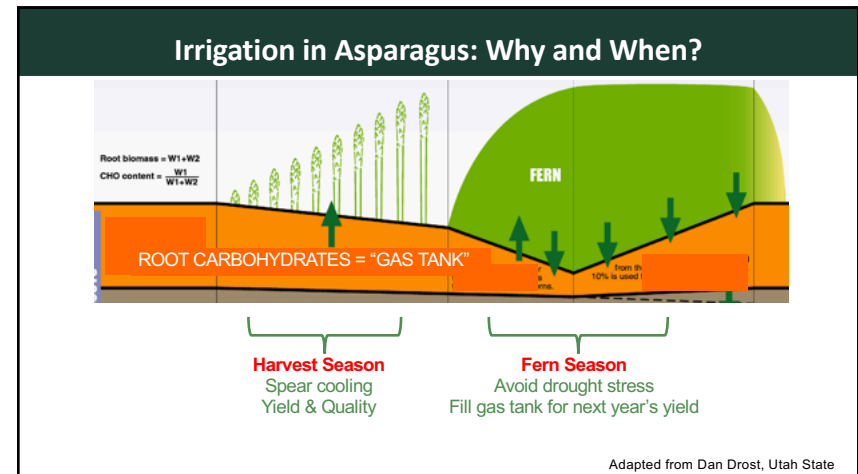 Irrigation in Asparagus: Why and When?
Root biomass = W1+W2
CHO content = W1
W1+W2
FERN
ROOT CARBOHYDRATES = "GAS TANK"
from th
10% is used
rns.
Harvest Season
Spear cooling
Yield & Quality
Fern Season
Avoid drought stress
Fill gas tank for next year's yield
Adapted from Dan Drost, Utah State